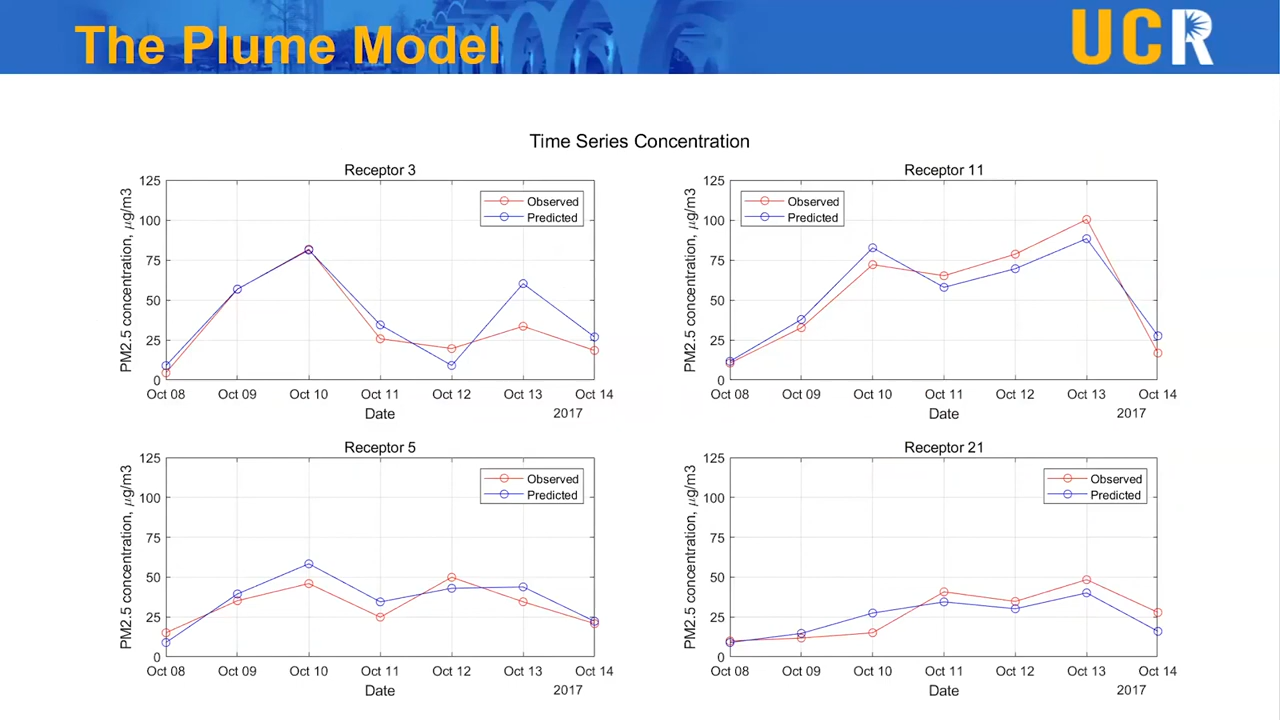 The Plume Model
UCR
Time Series Concentration
Receptor 3
PM2.5 concentration, μg/m3
125
100
75
50
25
0
Observed
Predicted
Oct 08 Oct 09 Oct 10 Oct 11 Oct 12 Oct 13 Oct 14
Date
2017
Receptor 11
PM2.5 concentration, μg/m3
125
100
75
50
25
0
Observed
Predicted
Oct 08 Oct 09 Oct 10 Oct 11 Oct 12 Oct 13 Oct 14
Date
2017
Receptor 5
PM2.5 concentration, μg/m3
125
100
75
50
25
0
Observed
Predicted
Oct 08 Oct 09 Oct 10 Oct 11 Oct 12 Oct 13 Oct 14
Date
2017
Receptor 21
PM2.5 concentration, μg/m3
125
100
75
50
25
0
Observed
Predicted
Oct 08 Oct 09 Oct 10 Oct 11 Oct 12 Oct 13 Oct 14
Date
2017